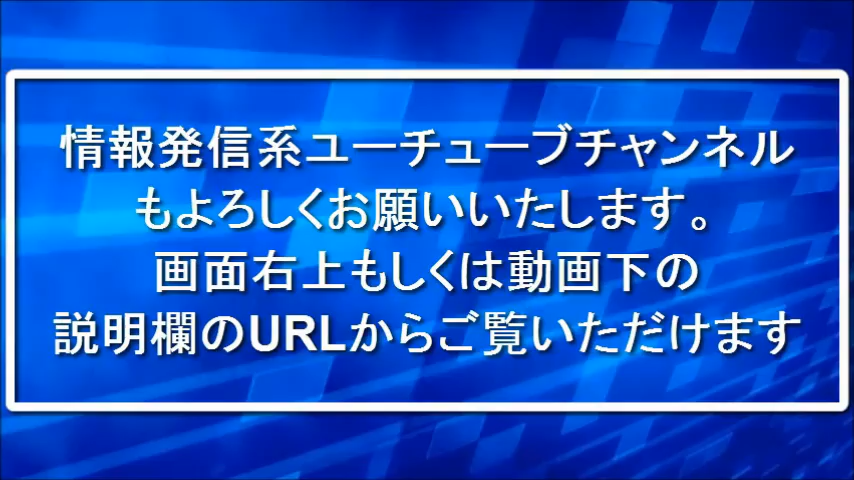 情報発信系ユーチューブチャンネル
もよろしくお願いいたします。
画面右上もしくは動画下の
説明欄のURLからご覧いただけます